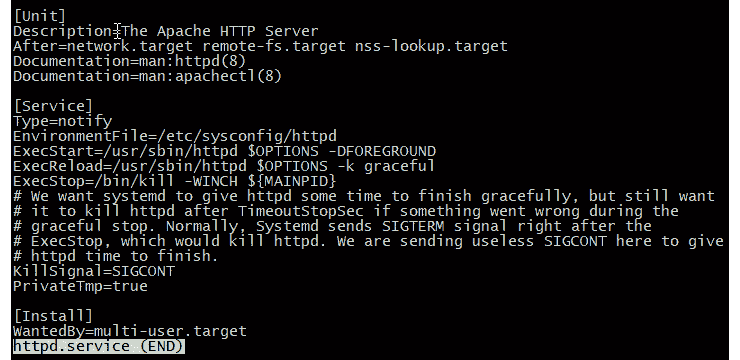 [Unit]
Description=The Apache HTTP Server
After=network.target remote-fs.target nss-lookup.target
Documentation=man:httpd(8)
Documentation=man:apachectl(8)
[Service]
Type=notify
EnvironmentFile=/etc/sysconfig/httpd
ExecStart=/usr/sbin/httpd $OPTIONS -DFOREGROUND
ExecReload=/usr/sbin/httpd $OPTIONS -k graceful
ExecStop=/bin/kill -WINCH ${MAINPID}
# We want systemd to give httpd some time to finish gracefully, but still want
# it to kill httpd after TimeoutStopSec if something went wrong during the
# graceful stop. Normally, Systemd sends SIGTERM signal right after the
# ExecStop, which would kill httpd. We are sending useless SIGCONT here to give
# httpd time to finish.
KillSignal=SIGCONT
PrivateTmp=true
[Install]
WantedBy=multi-user.target
httpd.service (END)